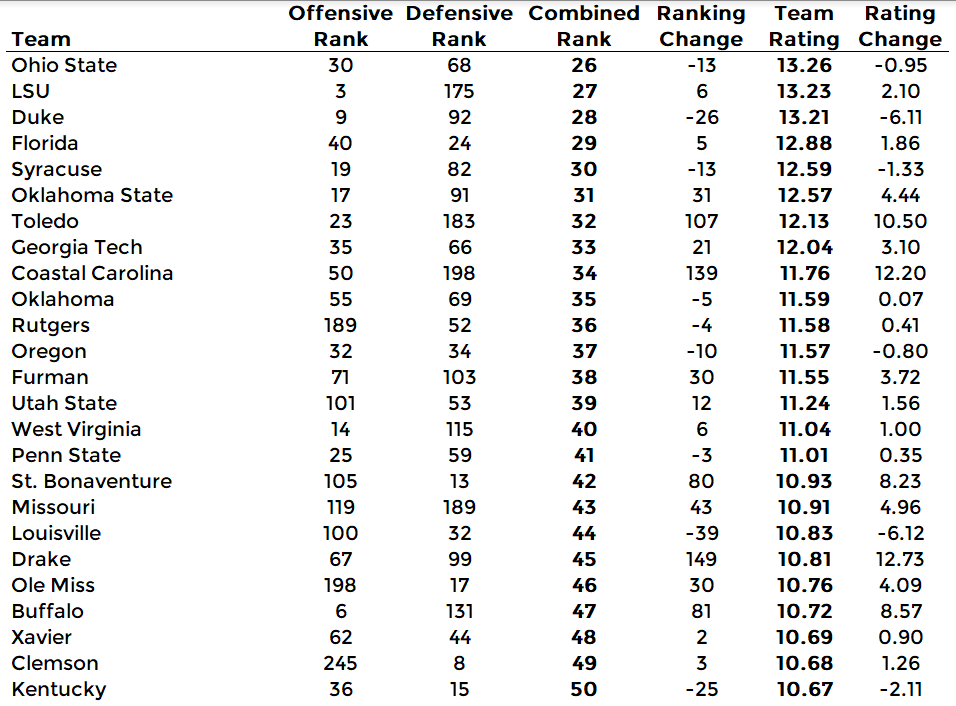 Offensive Defensive Combined Ranking Team Rating
Team Rank Rank Rank Change Rating Change
Ohio State 30 68 26 -13 13.26 -0.95
LSU 3 175 27 6 13.23 2.10
Duke 9 92 28 -26 13.21 -6.11
Florida 40 24 29 5 12.88 1.86
Syracuse 19 82 30 -13 12.59 -1.33
Oklahoma State 17 91 31 31 12.57 4.44
Toledo 23 183 32 107 12.13 10.50
Georgia Tech 35 66 33 21 12.04 3.10
Coastal Carolina 50 198 34 139 11.76 12.20
Oklahoma 55 69 35 -5 11.59 0.07
Rutgers 189 52 36 -4 11.58 0.41
Oregon 32 34 37 -10 11.57 -0.80
Furman 71 103 38 30 11.55 3.72
Utah State 101 53 39 12 11.24 1.56
West Virginia 14 115 40 6 11.04 1.00
Penn State 25 59 41 -3 11.01 0.35
St. Bonaventure 105 13 42 80 10.93 8.23
Missouri 119 189 43 43 10.91 4.96
Louisville 100 32 44 -39 10.83 -6.12
Drake 67 99 45 149 10.81 12.73
Ole Miss 198 17 46 30 10.76 4.09
Buffalo 6 131 47 81 10.72 8.57
Xavier 62 44 48 2 10.69 0.90
Clemson 245 8 49 3 10.68 1.26
Kentucky 36 15 50 -25 10.67 -2.11